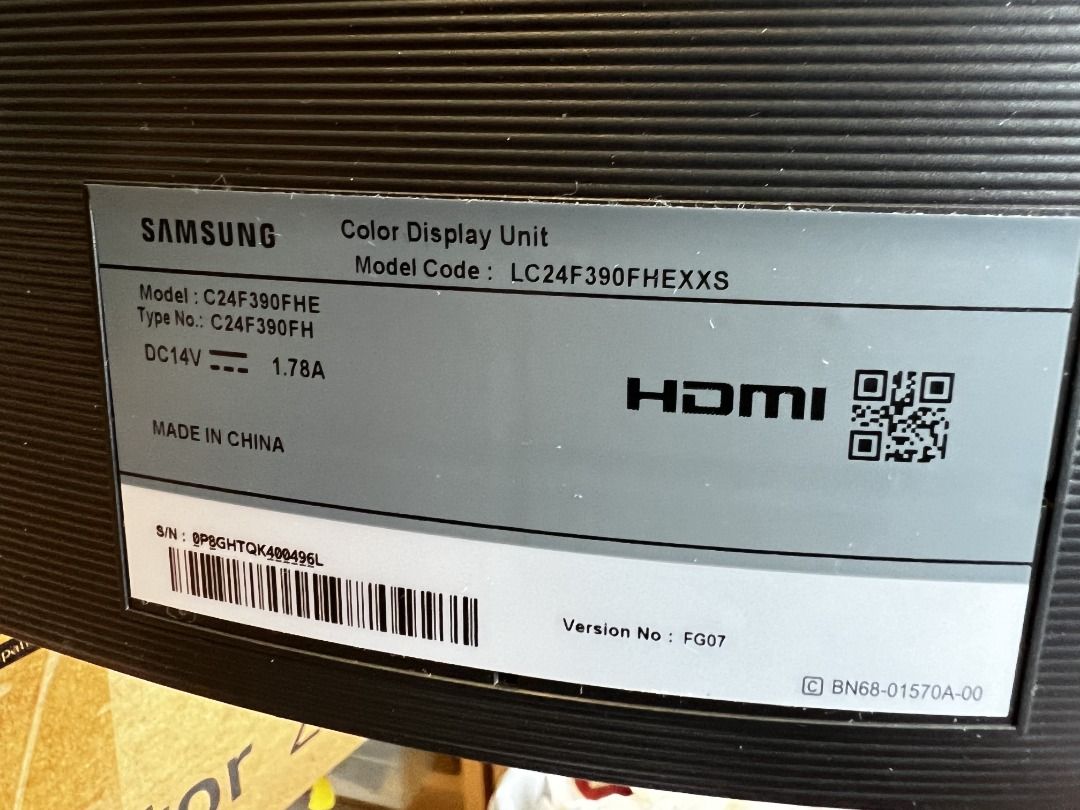 SAMSUNG Color Display Unit
Model Code : LC24F390FHEXXS
Model : C24F390FHE
Type No.: C24F390FH
DC14V 1.78A
HDMI
MADE IN CHINA
S/N : 0P8GHTQK400496L
Version No : FG07
C BN68-01570A-00